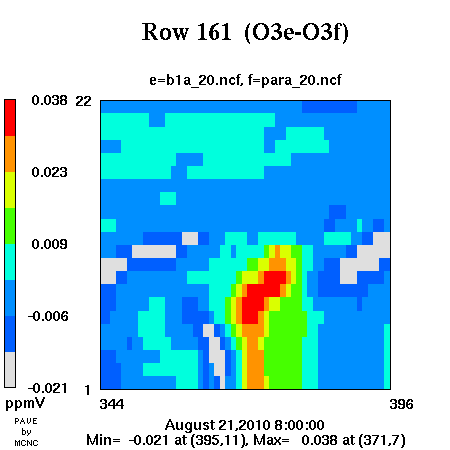 Row 161 (O3e-O3f)
e=b1a_20.ncf, f=para_20.ncf
0.038
0.023
0.009
-0.006
-0.021
ppmV
22
1
344
396
PAVE
by
MCNC
August 21,2010 8:00:00
Min= -0.021 at (395,11), Max= 0.038 at (371,7)